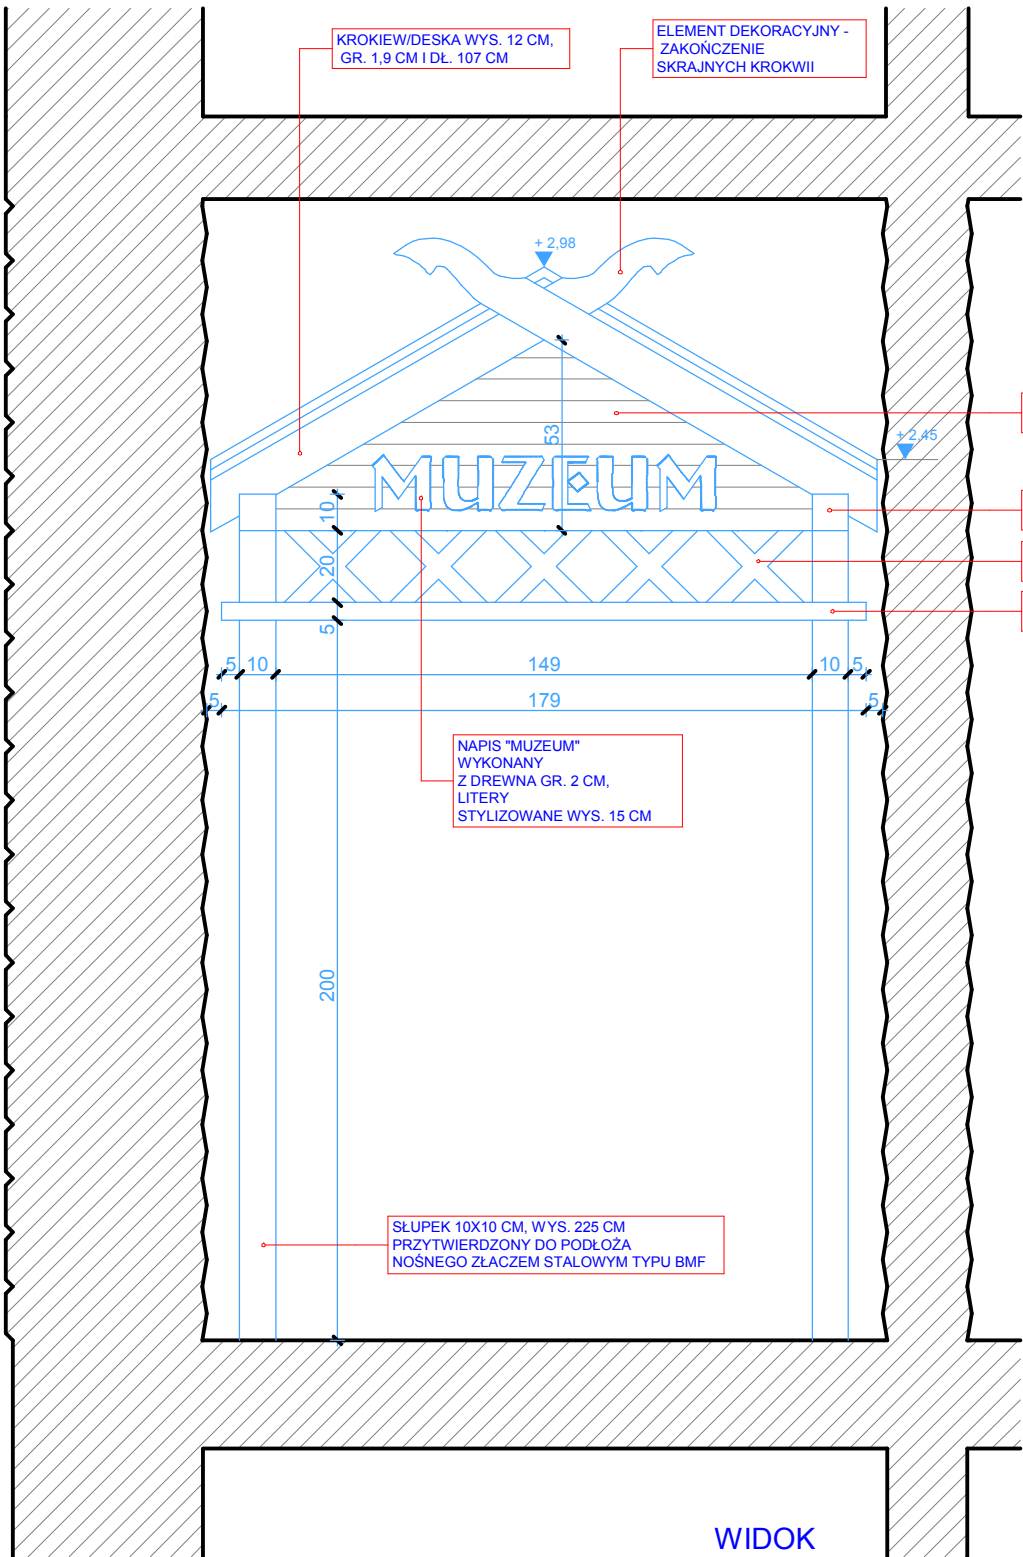 KROKIEW/DESKA WYS. 12 CM,
GR. 1,9 CM I DŁ. 107 CM
ELEMENT DEKORACYJNY -
ZAKOŃCZENIE
SKRAJNYCH KROKWII
+ 2,98
+ 2,45
53
MUZEUM
10
20
5
5 10 149 10 5
5 179 5
NAPIS "MUZEUM"
WYKONANY
Z DREWNA GR. 2 CM,
LITERY
STYLIZOWANE WYS. 15 CM
200
SŁUPEK 10X10 CM, WYS. 225 CM
PRZYTWIERDZONY DO PODŁOŻA
NOŚNEGO ZŁACZEM STALOWYM TYPU BMF
WIDOK